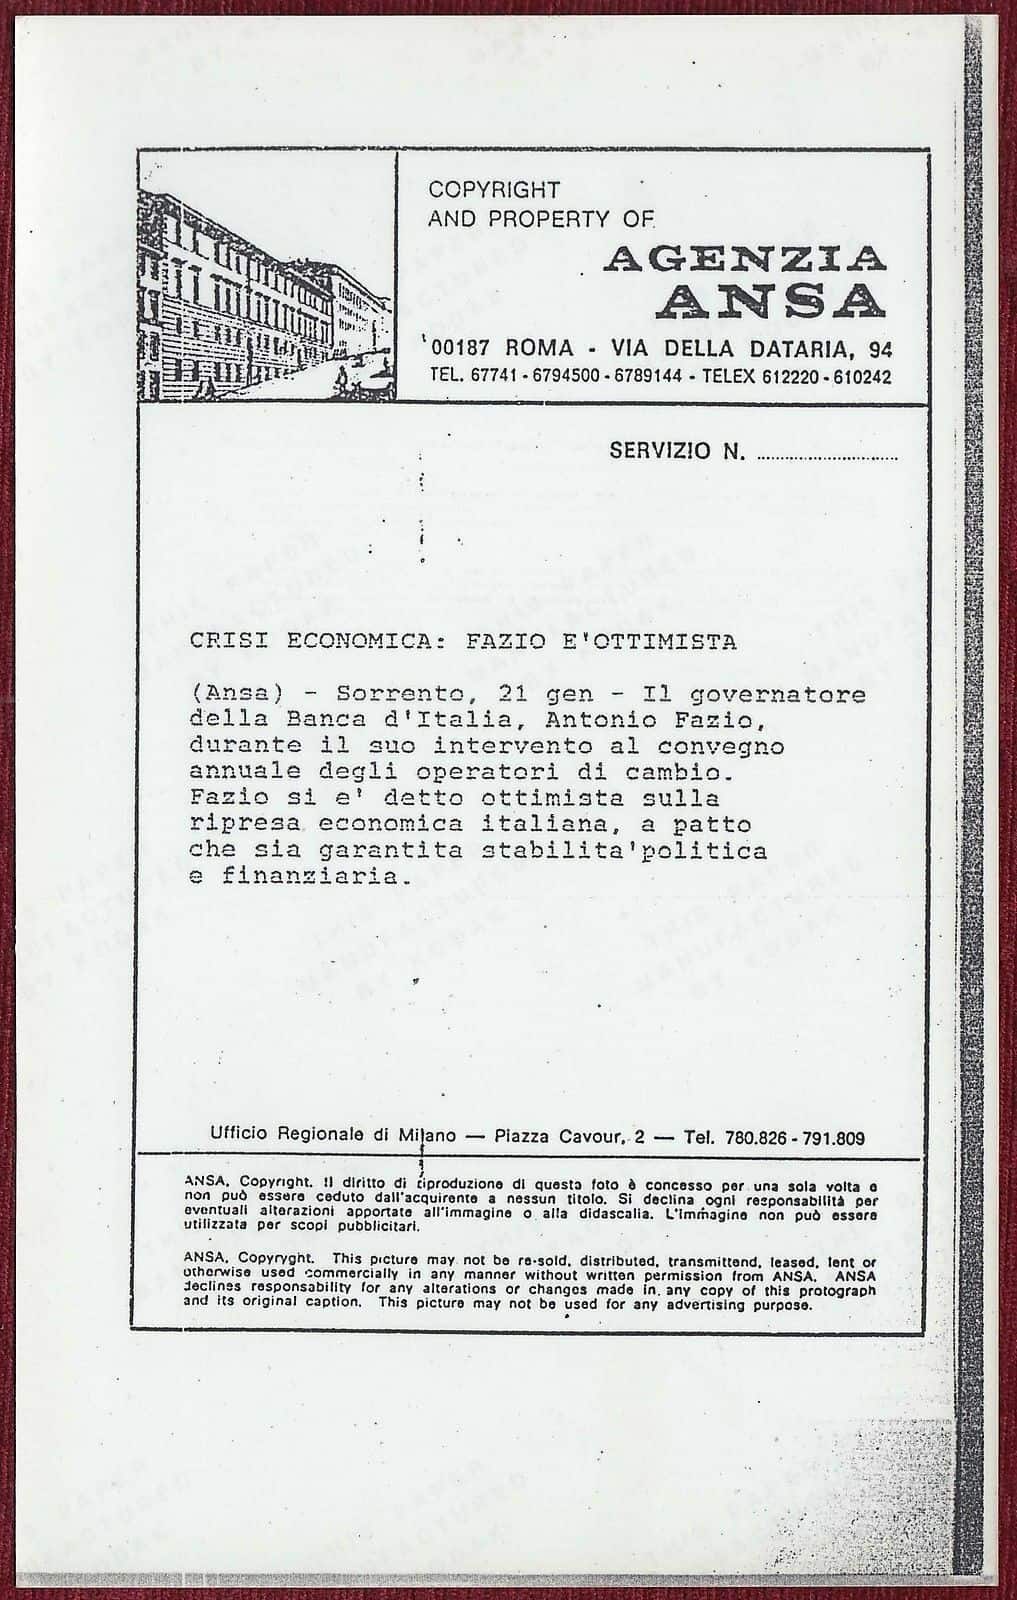 COPYRIGHT
AND PROPERTY OF
AGENZIA
ANSA
00187 ROMA - VIA DELLA DATARIA, 94
TEL. 67741 - 6794500 - 6789144 - TELEX 612220 - 610242
SERVIZIO N. ..............................
CRISI ECONOMICA: FAZIO E'OTTIMISTA
(Ansa) - Sorrento, 21 gen - Il governatore
della Banca d'Italia, Antonio Fazio,
durante il suo intervento al convegno
annuale degli operatori di cambio.
Fazio si e' detto ottimista sulla
ripresa economica italiana, a patto
che sia garantita stabilita'politica
e finanziaria.
Ufficio Regionale di Milano — Piazza Cavour, 2 — Tel. 780.826 - 791.809
ANSA, Copyright. Il diritto di riproduzione di questa foto è concesso per una sola volta e
non può essere ceduto dall'acquirente a nessun titolo. Si declina ogni responsabilità per
eventuali alterazioni apportate all'immagine o alla didascalia. L'immagine non può essere
utilizzata per scopi pubblicitari.
ANSA, Copyryght. This picture may not be re-sold, distributed, transmittend, leased, lent or
otherwise used commercially in any manner without written permission from ANSA. ANSA
declines responsability for any alterations or changes made in any copy of this protograph
and its original caption. This picture may not be used for any advertising purpose.
THIS PAPER
MANUFACTURED
BY KODAK